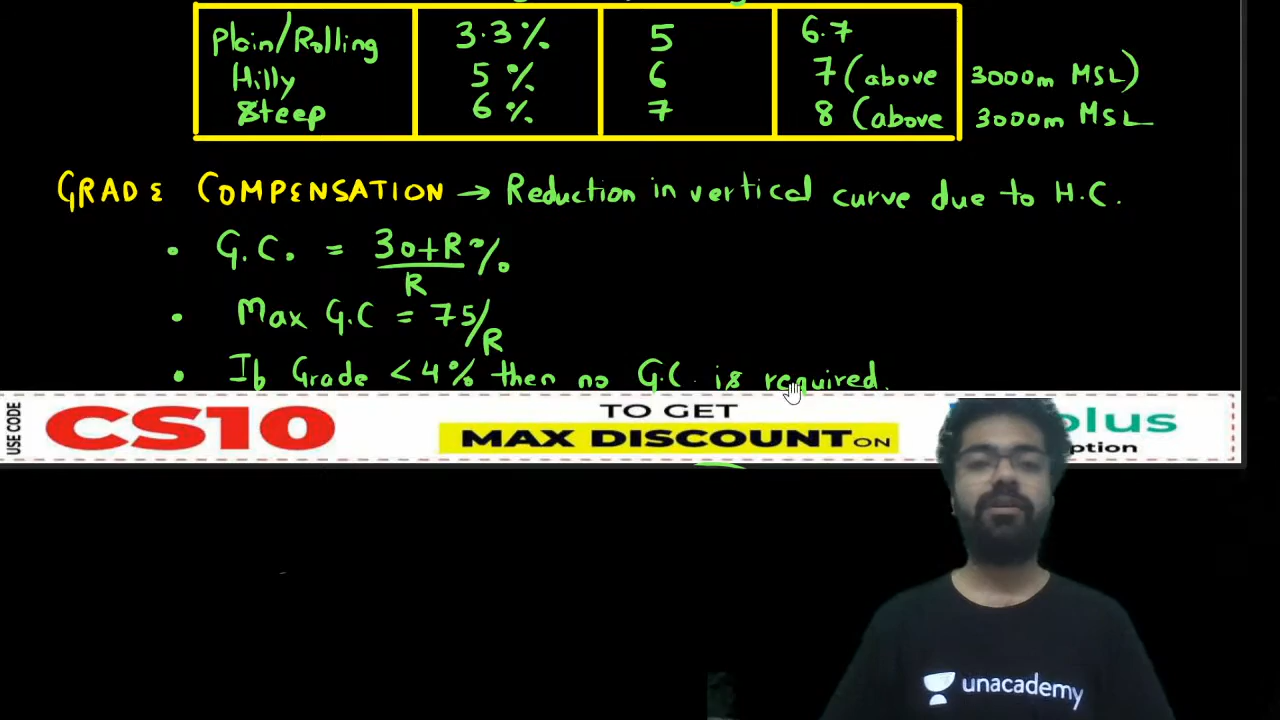 Plain/Rolling 3.3% 5 6.7
Hilly 5% 6 7 (above 3000m MSL)
Steep 6% 7 8 (above 3000m MSL
GRADE COMPENSATION → Reduction in vertical curve due to H.C.
• G.C. = 30+R/R %
• Max G.C = 75/R
• If Grade <4% then no G.C. is required.
USE CODE
CS10
TO GET
MAX DISCOUNT ON
plus
ption
unacademy